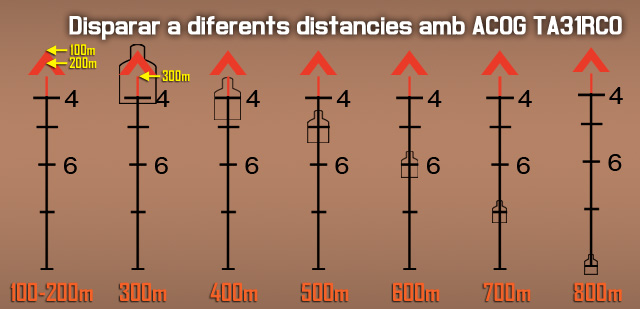 Disparar a diferents distancies amb ACOG TA31RCO
100m
200m
300m
4 4 4 4 4 4 4
6 6 6 6 6 6 6
100-200m 300m 400m 500m 600m 700m 800m